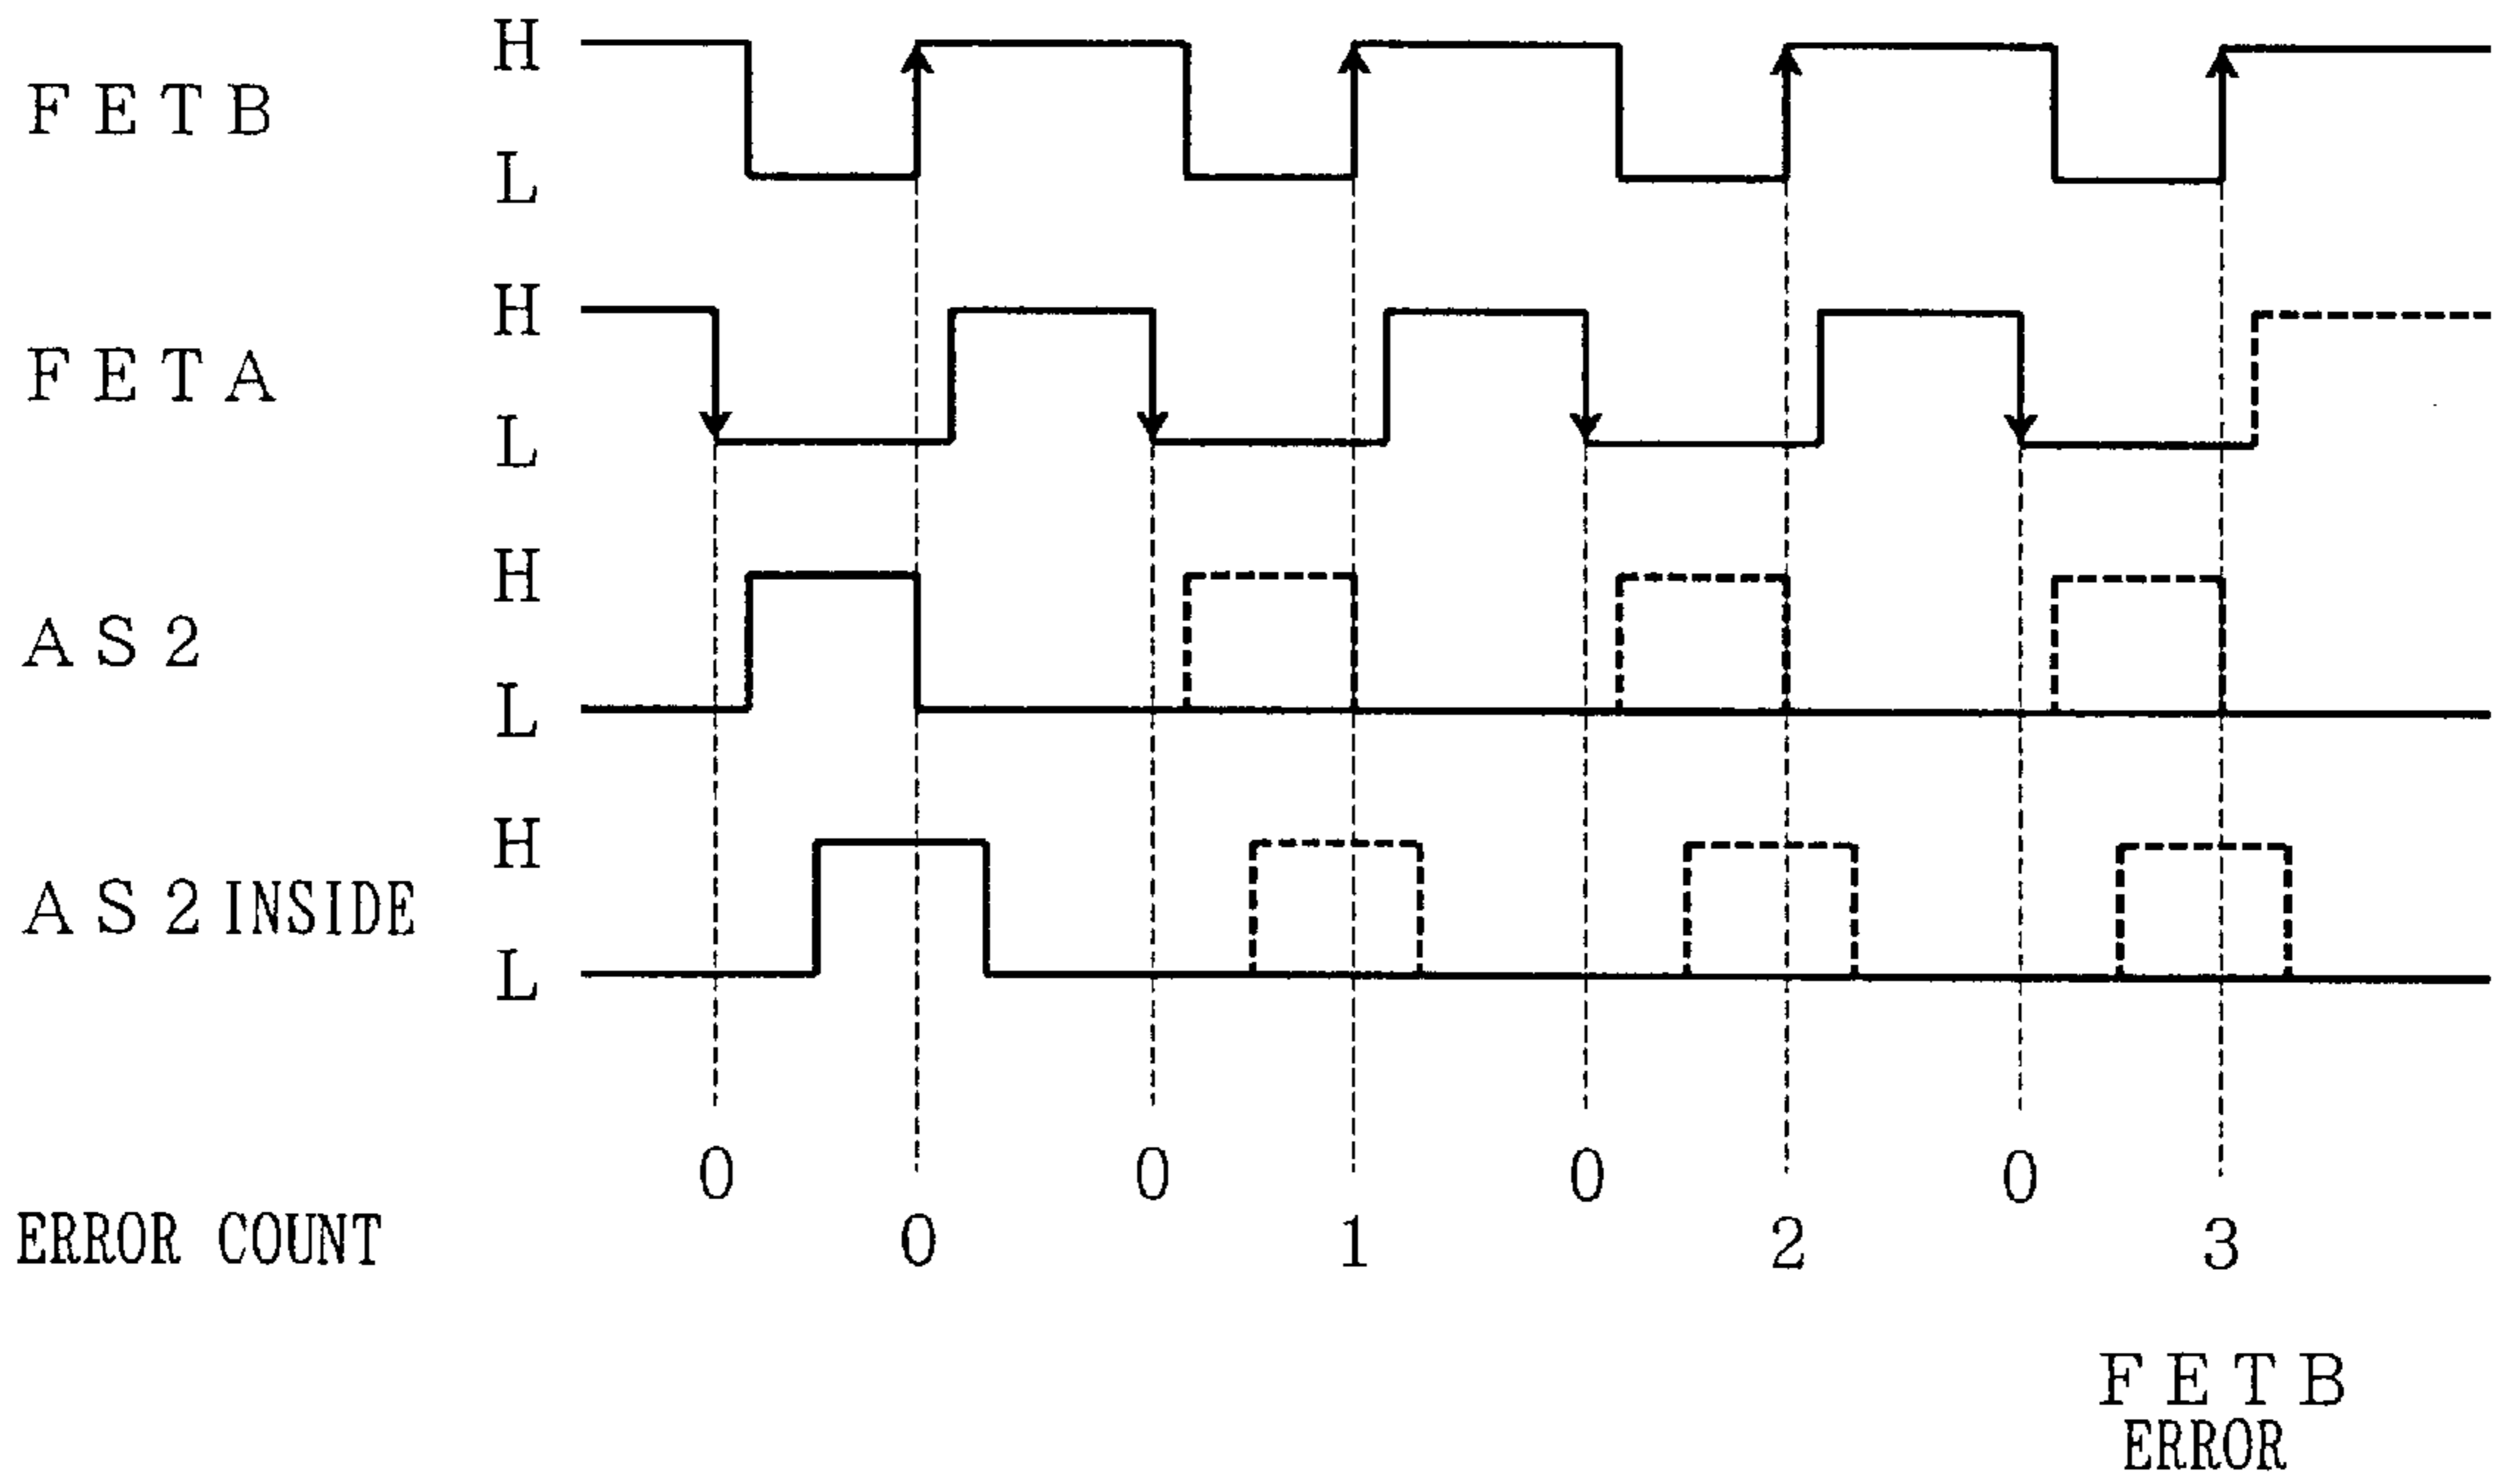 H
FETB
L
H
FETA
L
H
AS2
L
H
AS2 INSIDE
L
0 0 0 0
ERROR COUNT 0 1 2 3
FETB
ERROR